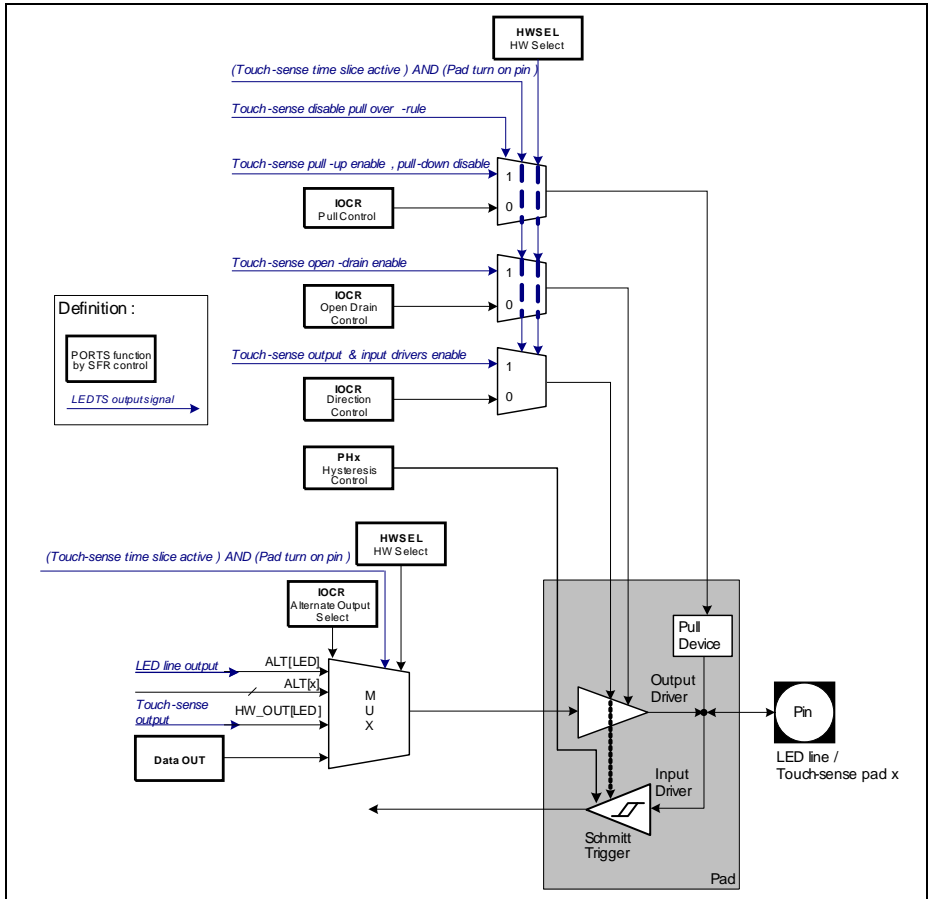 HWSEL
HW Select
(Touch-sense time slice active ) AND (Pad turn on pin )
Touch-sense disable pull over -rule
Touch-sense pull -up enable , pull-down disable
1
0
IOCR
Pull Control
Touch-sense open -drain enable
1
0
IOCR
Open Drain
Control
Definition :
PORTS function
by SFR control
LEDTS output signal
Touch-sense output & input drivers enable
1
0
IOCR
Direction
Control
PHx
Hysteresis
Control
HWSEL
HW Select
(Touch-sense time slice active ) AND (Pad turn on pin )
IOCR
Alternate Output
Select
LED line output
ALT[LED]
ALT[x]
Touch-sense
output
HW_OUT[LED]
M
U
X
Data OUT
Pull
Device
Output
Driver
Pin
LED line /
Touch-sense pad x
Input
Driver
Schmitt
Trigger
Pad